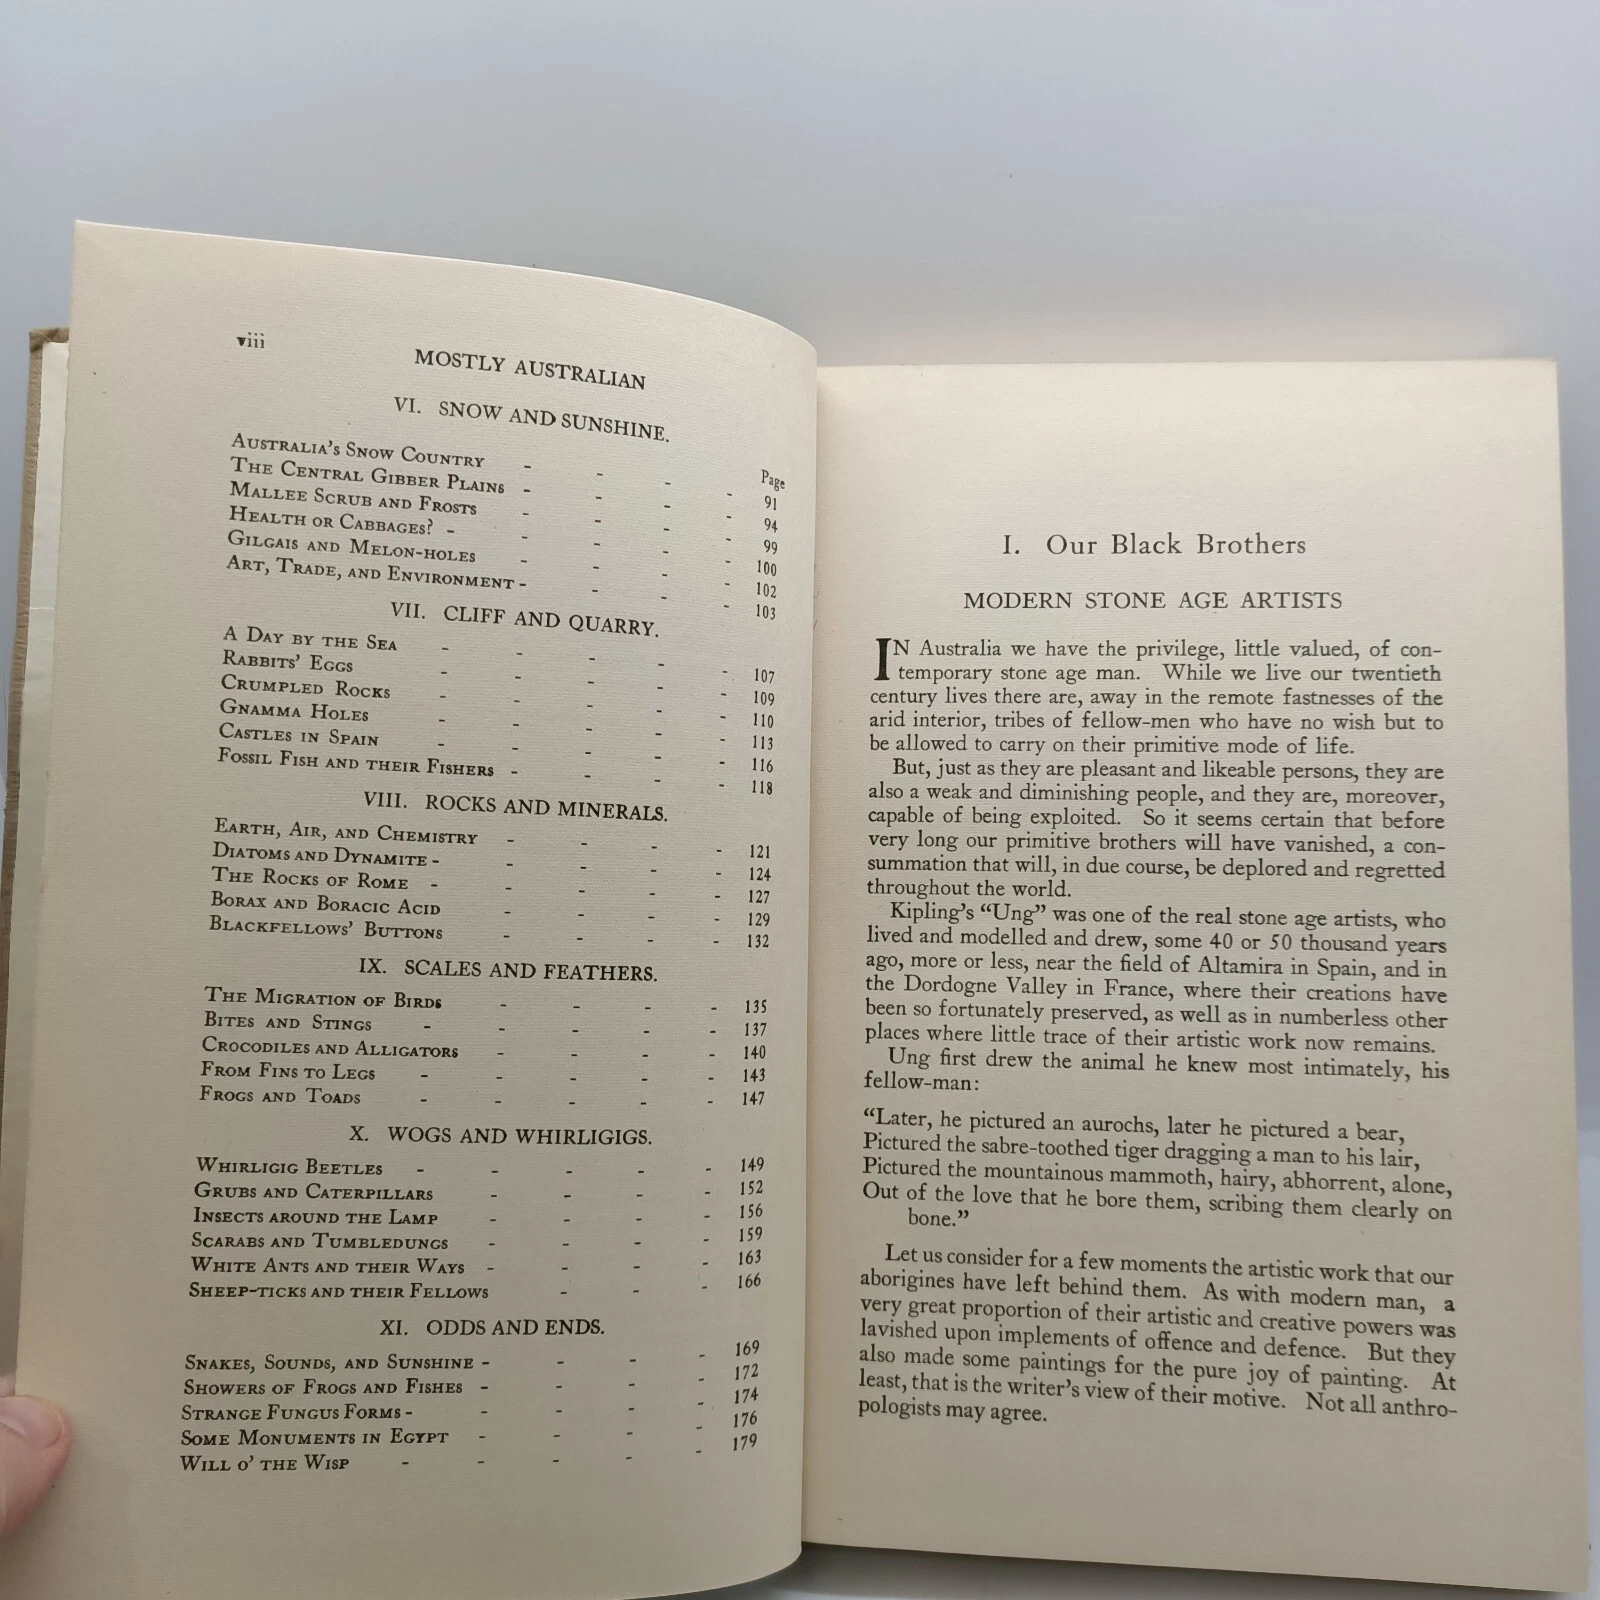 viii
MOSTLY AUSTRALIAN
VI. SNOW AND SUNSHINE.
Page
AUSTRALIA'S SNOW COUNTRY - - - - 91
THE CENTRAL GIBBER PLAINS - - - - 94
MALLEE SCRUB AND FROSTS - - - - 99
HEALTH OR CABBAGES? - - - - - 100
GILGAIS AND MELON-HOLES - - - - 102
ART, TRADE, AND ENVIRONMENT - - - - 103
VII. CLIFF AND QUARRY.
A DAY BY THE SEA - - - - - 107
RABBITS' EGGS - - - - - 109
CRUMPLED ROCKS - - - - - 110
GNAMMA HOLES - - - - - 113
CASTLES IN SPAIN - - - - - 116
FOSSIL FISH AND THEIR FISHERS - - - - 118
VIII. ROCKS AND MINERALS.
EARTH, AIR, AND CHEMISTRY - - - - 121
DIATOMS AND DYNAMITE - - - - - 124
THE ROCKS OF ROME - - - - - 127
BORAX AND BORACIC ACID - - - - 129
BLACKFELLOWS' BUTTONS - - - - 132
IX. SCALES AND FEATHERS.
THE MIGRATION OF BIRDS - - - - 135
BITES AND STINGS - - - - - 137
CROCODILES AND ALLIGATORS - - - - 140
FROM FINS TO LEGS - - - - - 143
FROGS AND TOADS - - - - - 147
X. WOGS AND WHIRLIGIGS.
WHIRLIGIG BEETLES - - - - - 149
GRUBS AND CATERPILLARS - - - - 152
INSECTS AROUND THE LAMP - - - - 156
SCARABS AND TUMBLEDUNGS - - - - 159
WHITE ANTS AND THEIR WAYS - - - - 163
SHEEP-TICKS AND THEIR FELLOWS - - - 166
XI. ODDS AND ENDS.
SNAKES, SOUNDS, AND SUNSHINE - - - - 169
SHOWERS OF FROGS AND FISHES - - - - 172
STRANGE FUNGUS FORMS - - - - - 174
SOME MONUMENTS IN EGYPT - - - - 176
WILL O' THE WISP - - - - - 179
I. Our Black Brothers
MODERN STONE AGE ARTISTS
IN Australia we have the privilege, little valued, of con-
temporary stone age man. While we live our twentieth
century lives there are, away in the remote fastnesses of the
arid interior, tribes of fellow-men who have no wish but to
be allowed to carry on their primitive mode of life.
But, just as they are pleasant and likeable persons, they are
also a weak and diminishing people, and they are, moreover,
capable of being exploited. So it seems certain that before
very long our primitive brothers will have vanished, a con-
summation that will, in due course, be deplored and regretted
throughout the world.
Kipling's “Ung” was one of the real stone age artists, who
lived and modelled and drew, some 40 or 50 thousand years
ago, more or less, near the field of Altamira in Spain, and in
the Dordogne Valley in France, where their creations have
been so fortunately preserved, as well as in numberless other
places where little trace of their artistic work now remains.
Ung first drew the animal he knew most intimately, his
fellow-man:
“Later, he pictured an aurochs, later he pictured a bear,
Pictured the sabre-toothed tiger dragging a man to his lair,
Pictured the mountainous mammoth, hairy, abhorrent, alone,
Out of the love that he bore them, scribing them clearly on
bone.”
Let us consider for a few moments the artistic work that our
aborigines have left behind them. As with modern man, a
very great proportion of their artistic and creative powers was
lavished upon implements of offence and defence. But they
also made some paintings for the pure joy of painting. At
least, that is the writer's view of their motive. Not all anthro-
pologists may agree.